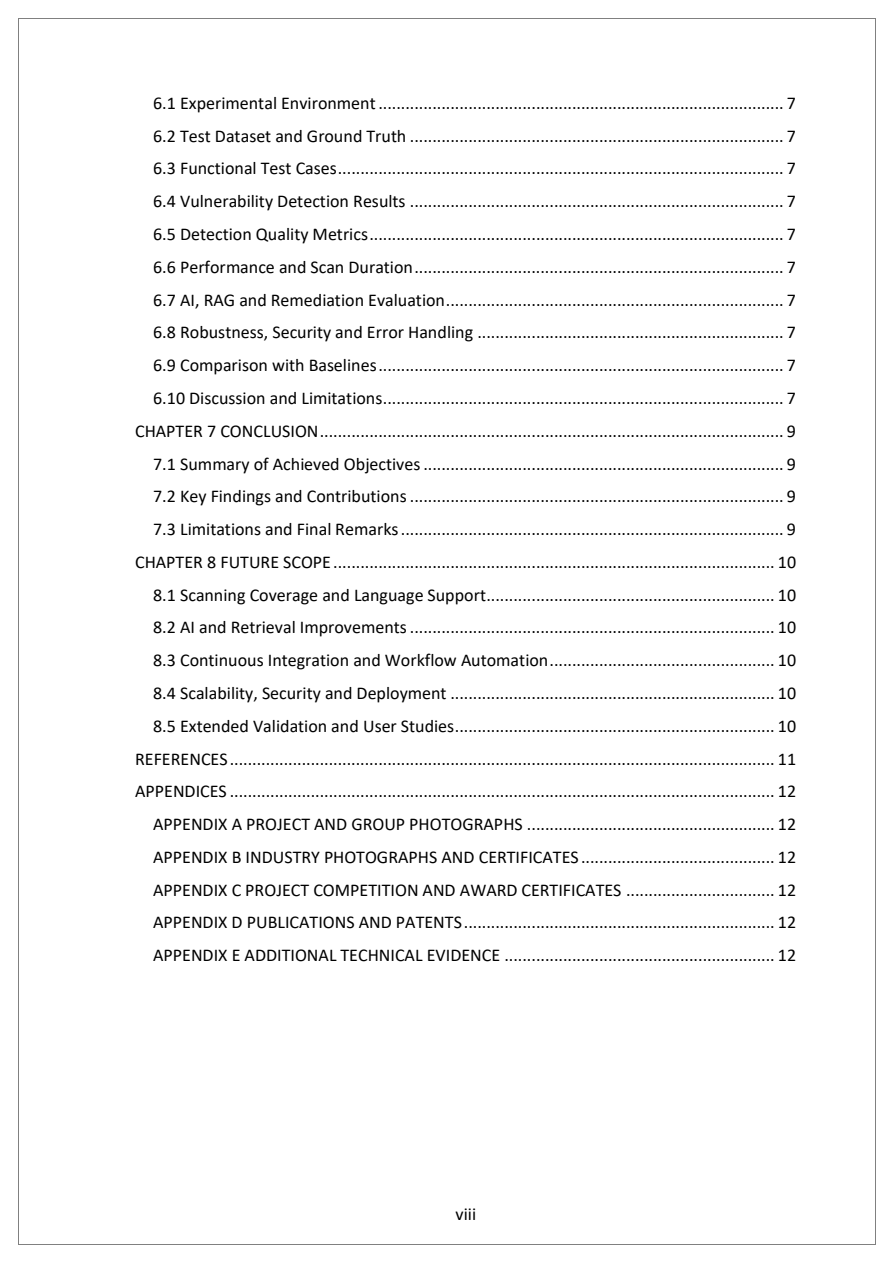 6.1 Experimental Environment ........ 7
6.2 Test Dataset and Ground Truth ........ 7
6.3 Functional Test Cases ........ 7
6.4 Vulnerability Detection Results ........ 7
6.5 Detection Quality Metrics ........ 7
6.6 Performance and Scan Duration ........ 7
6.7 AI, RAG and Remediation Evaluation ........ 7
6.8 Robustness, Security and Error Handling ........ 7
6.9 Comparison with Baselines ........ 7
6.10 Discussion and Limitations ........ 7
CHAPTER 7 CONCLUSION ........ 9
7.1 Summary of Achieved Objectives ........ 9
7.2 Key Findings and Contributions ........ 9
7.3 Limitations and Final Remarks ........ 9
CHAPTER 8 FUTURE SCOPE ........ 10
8.1 Scanning Coverage and Language Support ........ 10
8.2 AI and Retrieval Improvements ........ 10
8.3 Continuous Integration and Workflow Automation ........ 10
8.4 Scalability, Security and Deployment ........ 10
8.5 Extended Validation and User Studies ........ 10
REFERENCES ........ 11
APPENDICES ........ 12
APPENDIX A PROJECT AND GROUP PHOTOGRAPHS ........ 12
APPENDIX B INDUSTRY PHOTOGRAPHS AND CERTIFICATES ........ 12
APPENDIX C PROJECT COMPETITION AND AWARD CERTIFICATES ........ 12
APPENDIX D PUBLICATIONS AND PATENTS ........ 12
APPENDIX E ADDITIONAL TECHNICAL EVIDENCE ........ 12
viii